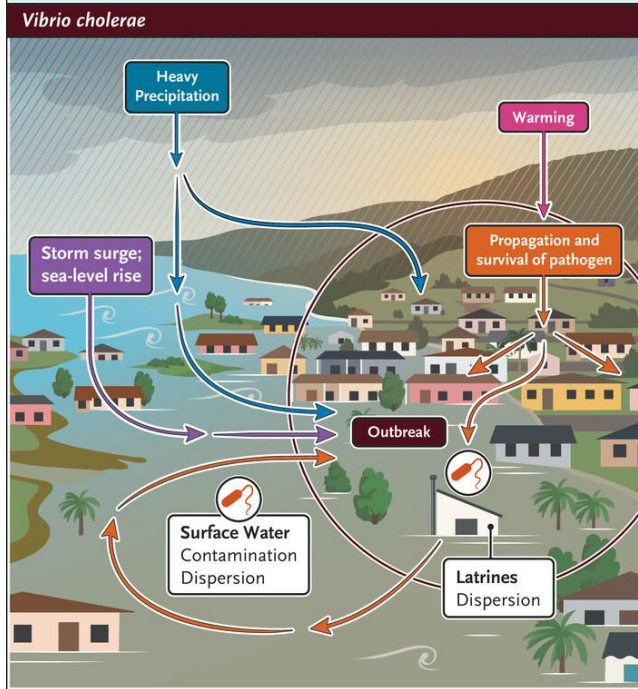 Vibrio cholerae
Heavy
Precipitation
Warming
Storm surge;
sea-level rise
Propagation and
survival of pathogen
Outbreak
Surface Water
Contamination
Dispersion
Latrines
Dispersion